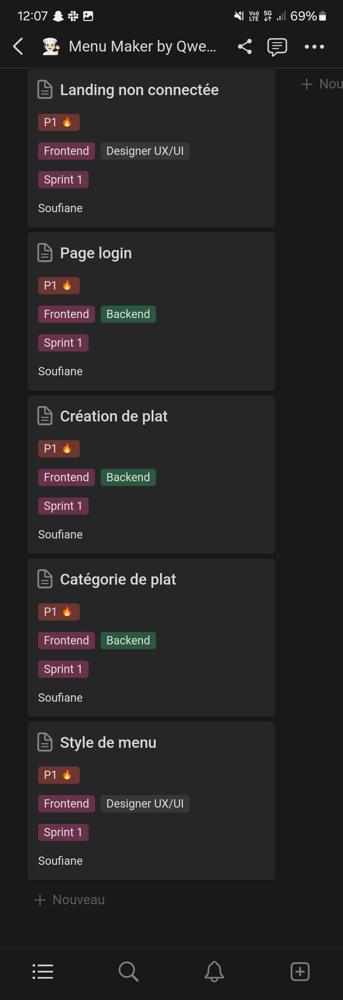 12:07 Vo)) LTE 5G 69%
Menu Maker by Qwe...
Landing non connectée
+ Nou
P1 🔥
Frontend Designer UX/UI
Sprint 1
Soufiane
Page login
P1 🔥
Frontend Backend
Sprint 1
Soufiane
Création de plat
P1 🔥
Frontend Backend
Sprint 1
Soufiane
Catégorie de plat
P1 🔥
Frontend Backend
Sprint 1
Soufiane
Style de menu
P1 🔥
Frontend Designer UX/UI
Sprint 1
Soufiane
+ Nouveau